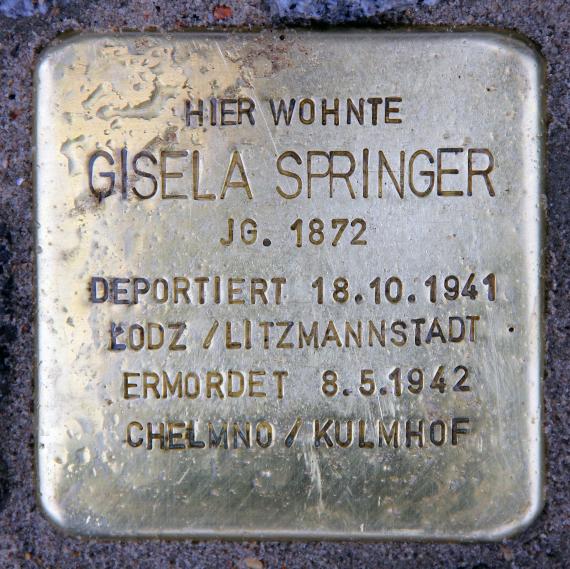 HIER WOHNTE
GISELA SPRINGER
JG. 1872
DEPORTIERT 18.10.1941
ŁODZ / LITZMANNSTADT
ERMORDET 8.5.1942
CHELMNO / KULMHOF